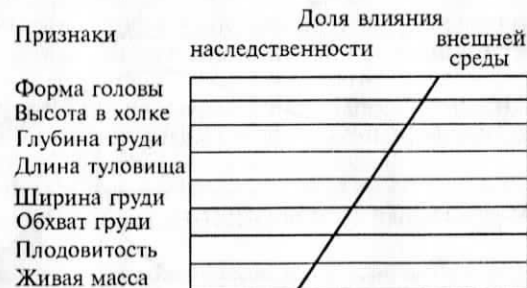 Признаки
Доля влияния
наследственности
внешней
среды
Форма головы
Высота в холке
Глубина груди
Длина туловища
Ширина груди
Обхват груди
Плодовитость
Живая масса